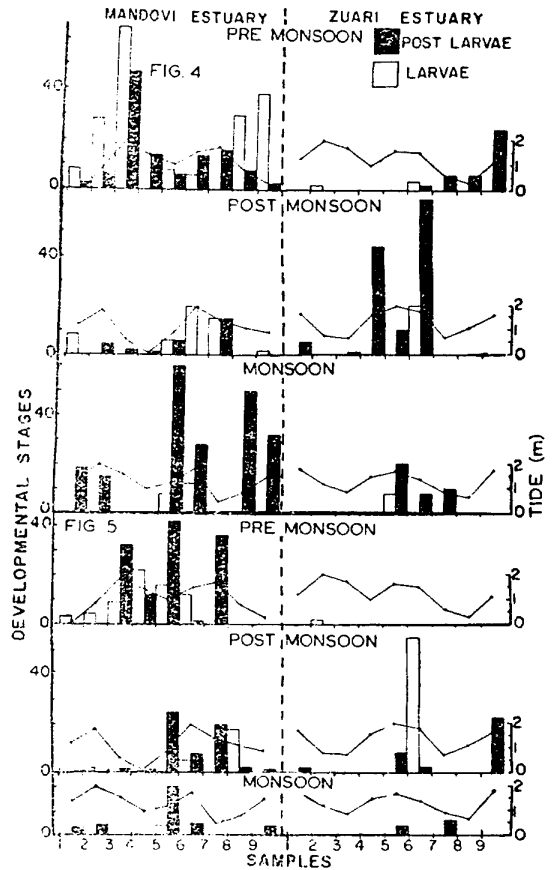 MANDOVI ESTUARY ZUARI ESTUARY
PRE MONSOON
POST LARVAE
LARVAE
FIG. 4
40
0
2
1
0
POST MONSOON
40
0
2
1
0
MONSOON
40
0
2
1
0
DEVELOPMENTAL STAGES
TIDE (m)
40
FIG 5
PRE MONSOON
0
2
1
0
POST MONSOON
40
0
2
1
0
MONSOON
0
2
1
0
1 2 3 4 5 6 7 8 9 1 2 3 4 5 6 7 8 9
SAMPLES